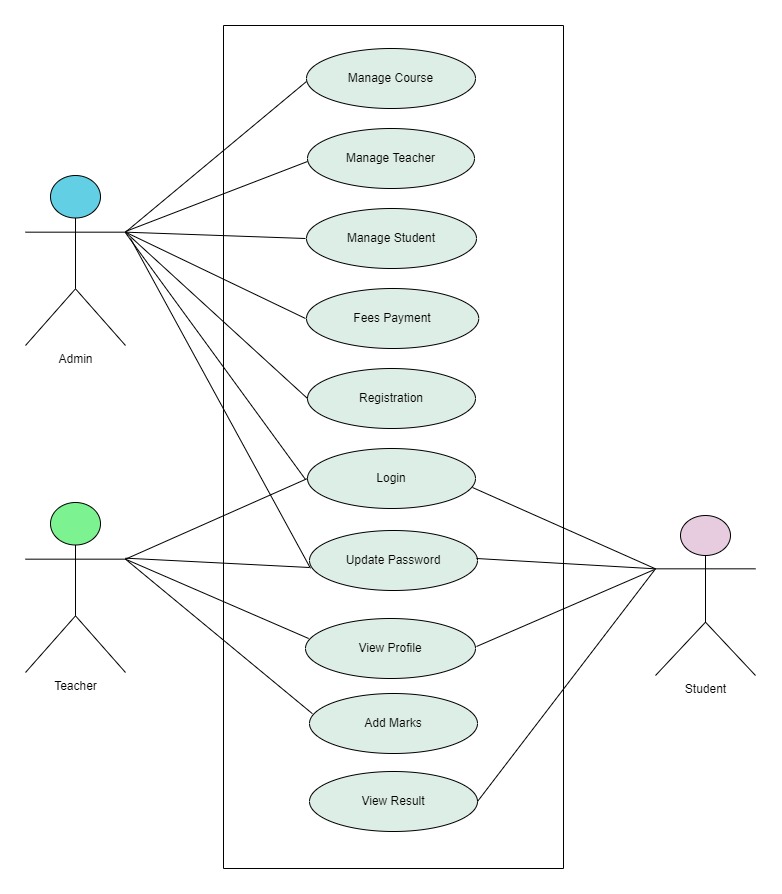 Manage Course
Manage Teacher
Manage Student
Fees Payment
Admin
Registration
Login
Update Password
View Profile
Teacher
Student
Add Marks
View Result